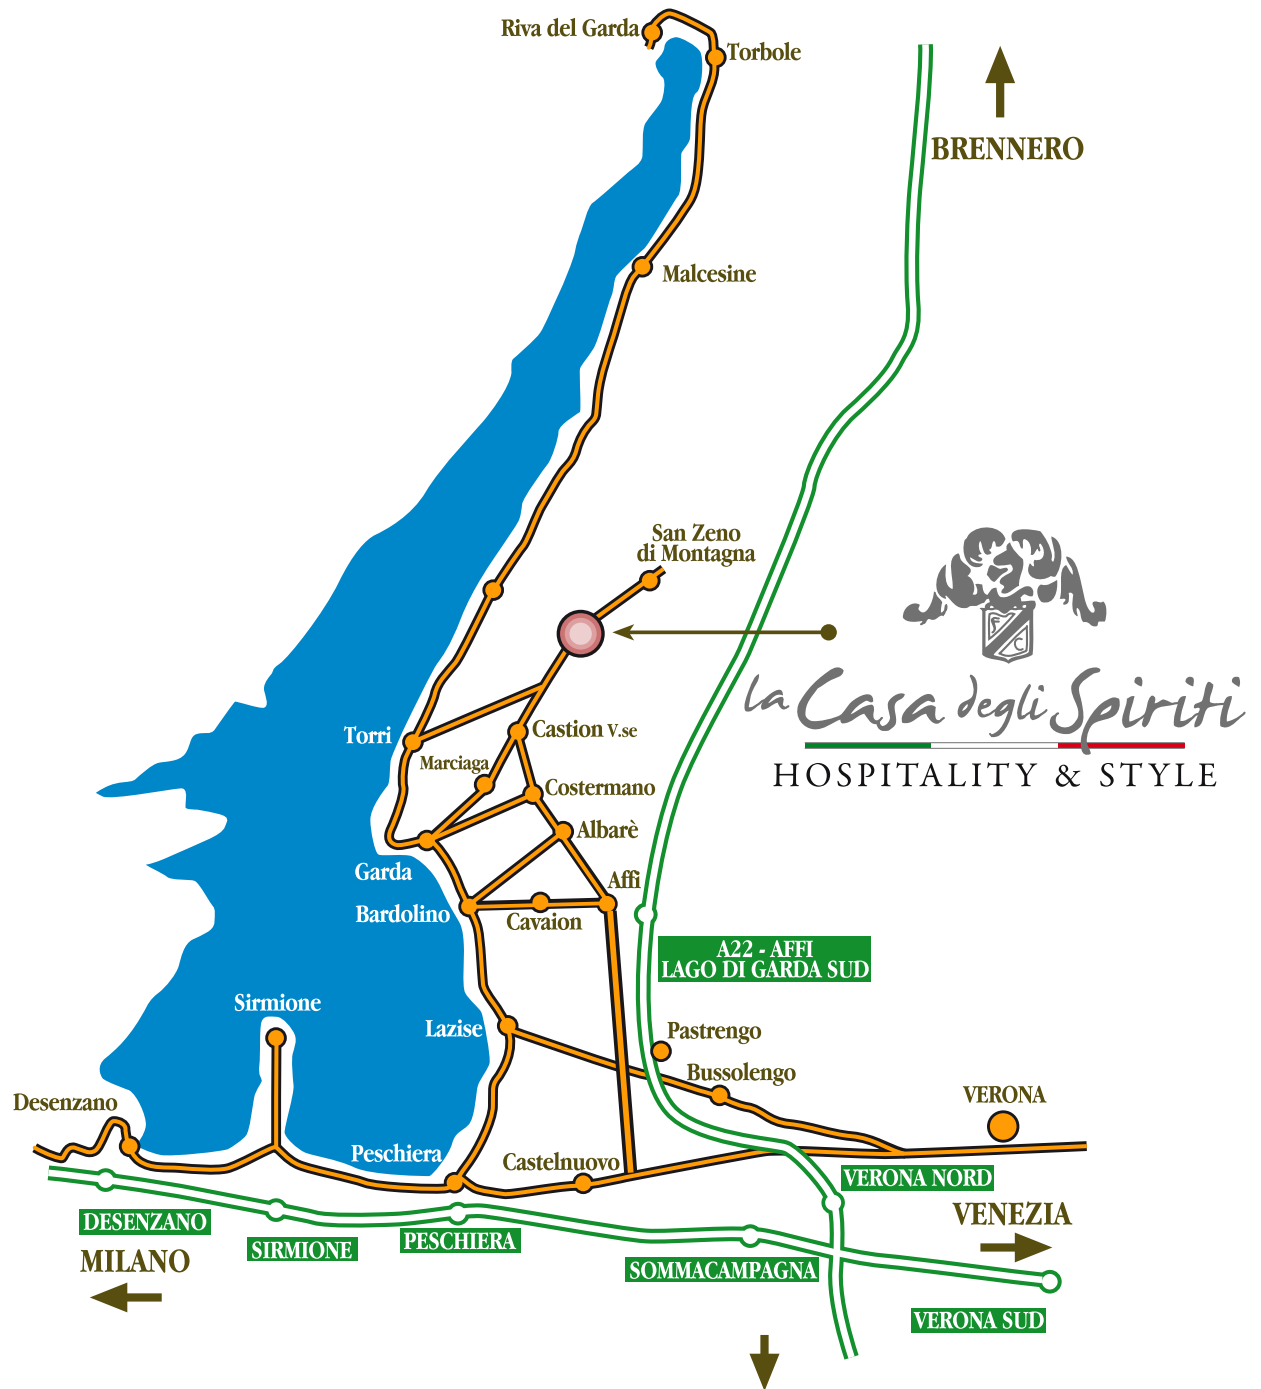 Riva del Garda
Torbole
BRENNERO
Malcesine
San Zeno
di Montagna
F
C
la Casa degli Spiriti
HOSPITALITY & STYLE
Torri
Castion V.se
Marciaga
Costermano
Albarè
Garda
Affi
Bardolino
Cavaion
A22 - AFFI
LAGO DI GARDA SUD
Sirmione
Lazise
Pastrengo
Bussolengo
Desenzano
VERONA
Peschiera
Castelnuovo
VERONA NORD
DESENZANO
VENEZIA
SIRMIONE
PESCHIERA
MILANO
SOMMACAMPAGNA
VERONA SUD